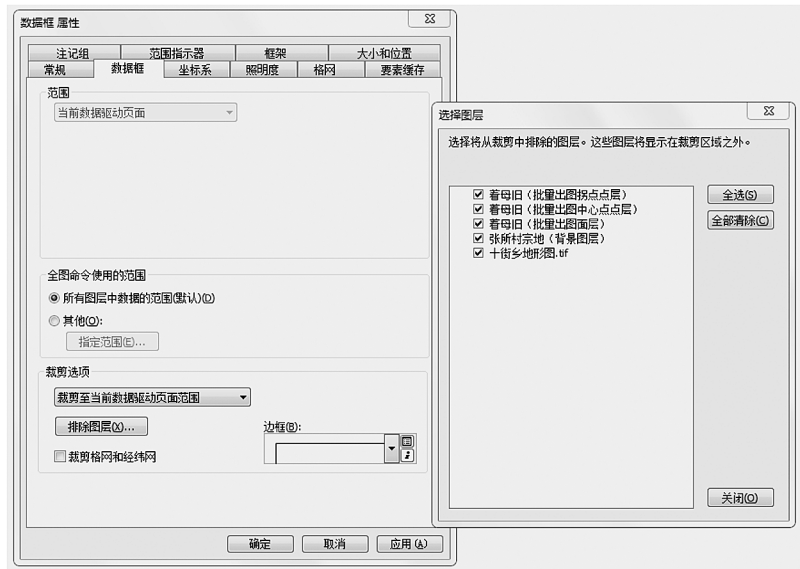 数据框 属性
注记组 范围指示器 框架 大小和位置
常规 数据框 坐标系 照明度 格网 要素缓存
范围
当前数据驱动页面
全图命令使用的范围
所有图层中数据的范围(默认)(D)
其他(O):
指定范围(E)...
裁剪选项
裁剪至当前数据驱动页面范围
排除图层(X)...
边框(B):
裁剪格网和经纬网
确定 取消 应用(A)
选择图层
选择将从裁剪中排除的图层。这些图层将显示在裁剪区域之外。
着母旧（批量出图拐点点层）
着母旧（批量出图中心点点层）
着母旧（批量出图面层）
张所村宗地（背景图层）
十街乡地形图.tif
全选(S)
全部清除(C)
关闭(O)